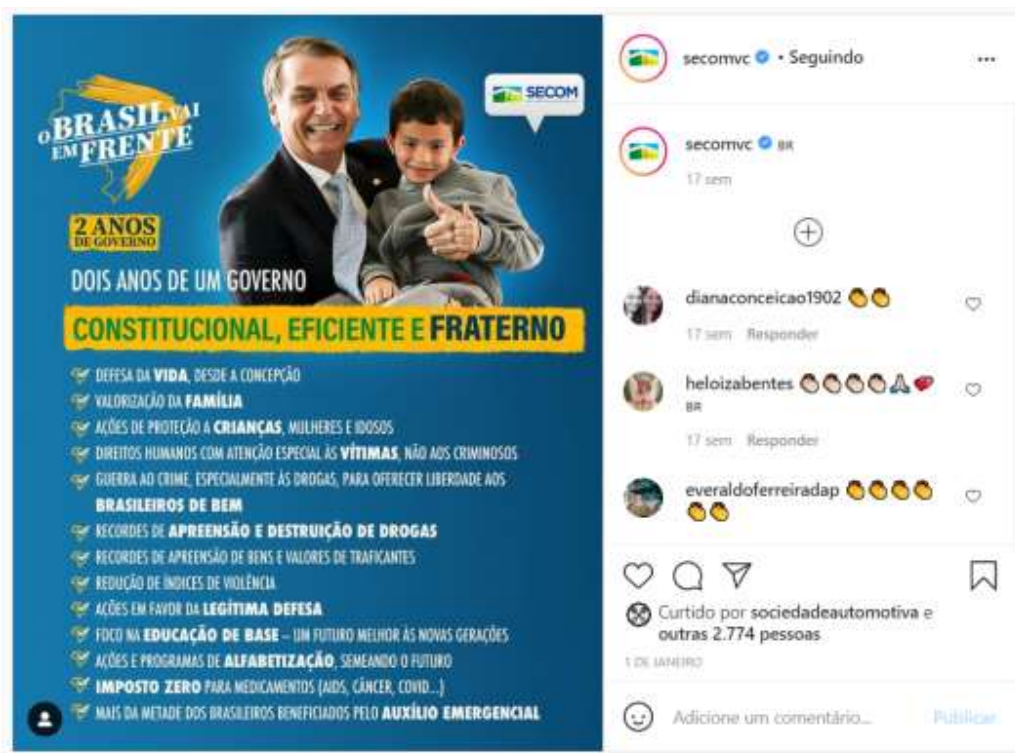 O BRASIL VAI
EM FRENTE
2 ANOS
DE GOVERNO
SECOM
DOIS ANOS DE UM GOVERNO
CONSTITUCIONAL, EFICIENTE E FRATERNO
DEFESA DA VIDA, DESDE A CONCEPÇÃO
VALORIZAÇÃO DA FAMÍLIA
AÇÕES DE PROTEÇÃO A CRIANÇAS, MULHERES E IDOSOS
DIREITOS HUMANOS COM ATENÇÃO ESPECIAL ÀS VÍTIMAS, NÃO AOS CRIMINOSOS
GUERRA AO CRIME, ESPECIALMENTE ÀS DROGAS, PARA OFERECER LIBERDADE AOS
BRASILEIROS DE BEM
RECORDES DE APREENSÃO E DESTRUIÇÃO DE DROGAS
RECORDES DE APREENSÃO DE BENS E VALORES DE TRAFICANTES
REDUÇÃO DE ÍNDICES DE VIOLÊNCIA
AÇÕES EM FAVOR DA LEGÍTIMA DEFESA
FOCO NA EDUCAÇÃO DE BASE – UM FUTURO MELHOR ÀS NOVAS GERAÇÕES
AÇÕES E PROGRAMAS DE ALFABETIZAÇÃO, SEMEANDO O FUTURO
IMPOSTO ZERO PARA MEDICAMENTOS (AIDS, CÂNCER, COVID...)
MAIS DA METADE DOS BRASILEIROS BENEFICIADOS PELO AUXÍLIO EMERGENCIAL
secomvc • Seguindo
secomvc BR
17 sem
dianaconceicao1902 👏👏
17 sem Responder
heloizabentes 👏🏻👏🏻👏🏻👏🏻🙏🏻💝
BR
17 sem Responder
everaldoferreiradap 👏👏👏👏
👏👏
Curtido por sociedadeautomotiva e
outras 2.774 pessoas
1 DE JANEIRO
Adicione um comentário... Publicar